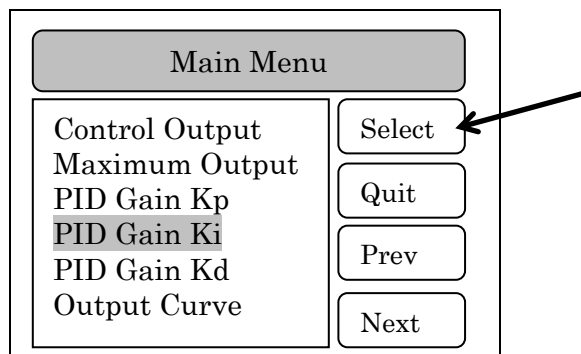 Main Menu
Control Output
Maximum Output
PID Gain Kp
PID Gain Ki
PID Gain Kd
Output Curve
Select
Quit
Prev
Next